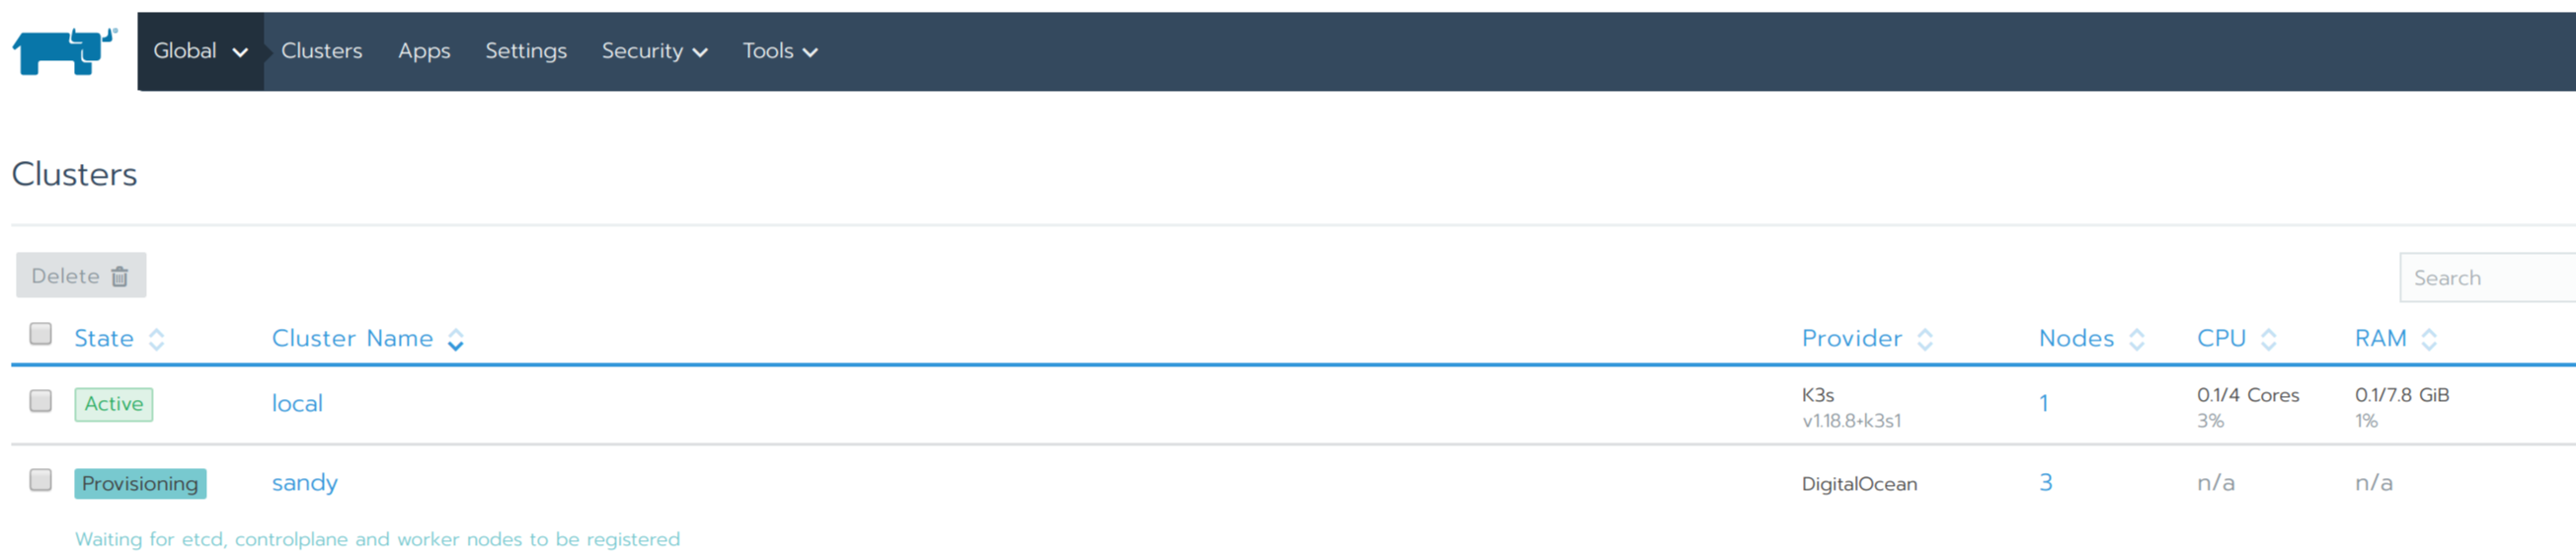 Global Clusters Apps Settings Security Tools
Clusters
Delete
Search
State Cluster Name Provider Nodes CPU RAM
Active local K3s 1 0.1/4 Cores 0.1/7.8 GiB
v1.18.8+k3s1 3% 1%
Provisioning sandy DigitalOcean 3 n/a n/a
Waiting for etcd, controlplane and worker nodes to be registered